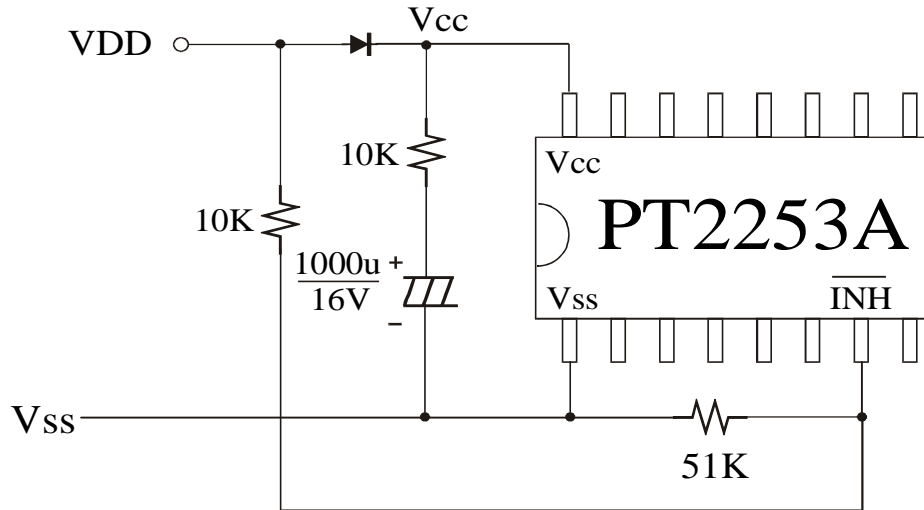 Vcc
VDD
10K
10K
1000u
16V
+
−
Vcc
PT2253A
Vss
INH
Vss
51K